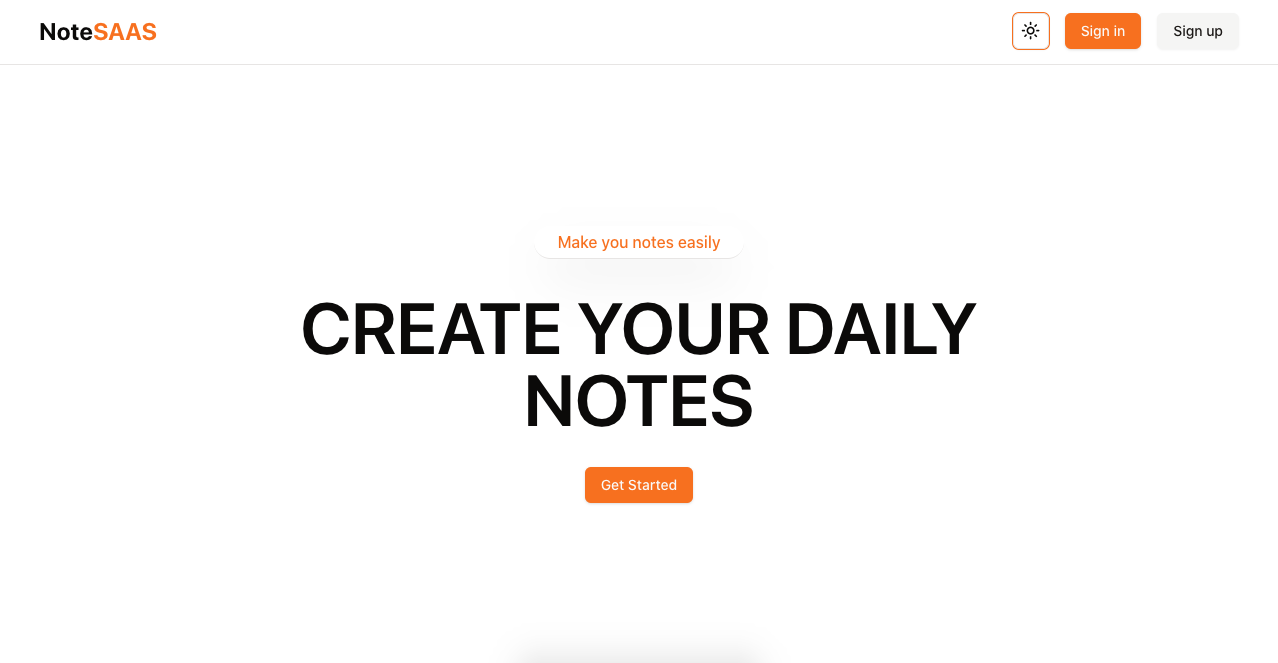 NoteSAAS
Sign in
Sign up
Make you notes easily
CREATE YOUR DAILY
NOTES
Get Started